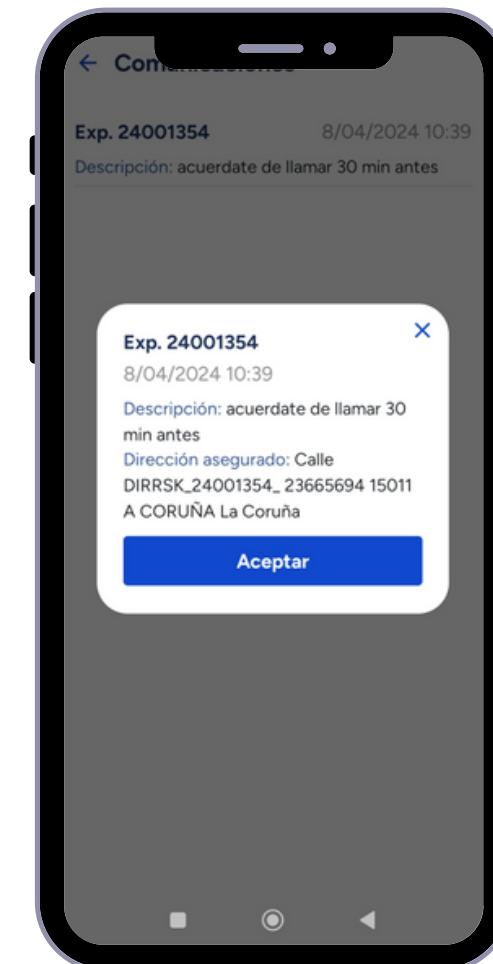 Exp. 24001354 8/04/2024 10:39
Descripción: acuerdate de llamar 30 min antes
Exp. 24001354
8/04/2024 10:39
Descripción: acuerdate de llamar 30
min antes
Dirección asegurado: Calle
DIRRSK_24001354_ 23665694 15011
A CORUÑA La Coruña
Aceptar